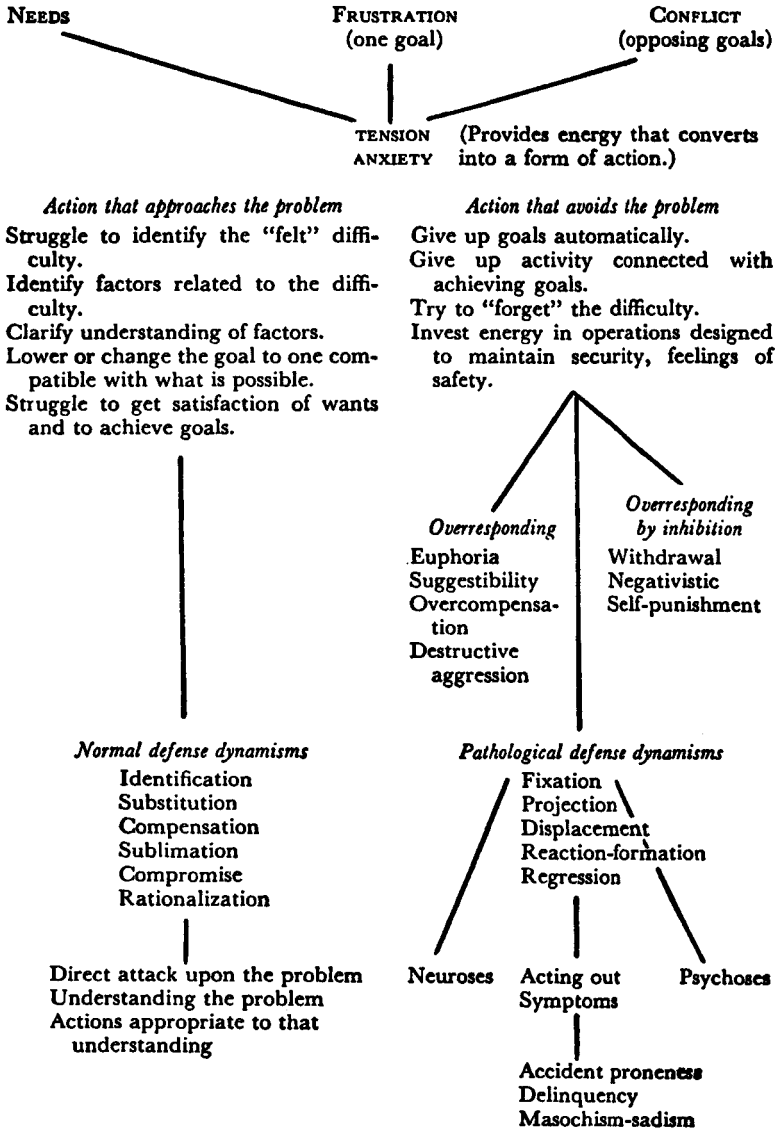 NEEDS
FRUSTRATION
(one goal)
CONFLICT
(opposing goals)
TENSION
ANXIETY
(Provides energy that converts
into a form of action.)
Action that approaches the problem
Struggle to identify the “felt” diffi-
culty.
Identify factors related to the diffi-
culty.
Clarify understanding of factors.
Lower or change the goal to one com-
patible with what is possible.
Struggle to get satisfaction of wants
and to achieve goals.
Action that avoids the problem
Give up goals automatically.
Give up activity connected with
achieving goals.
Try to “forget” the difficulty.
Invest energy in operations designed
to maintain security, feelings of
safety.
Overresponding
Euphoria
Suggestibility
Overcompensa-
tion
Destructive
aggression
Overresponding
by inhibition
Withdrawal
Negativistic
Self-punishment
Normal defense dynamisms
Identification
Substitution
Compensation
Sublimation
Compromise
Rationalization
Direct attack upon the problem
Understanding the problem
Actions appropriate to that
understanding
Pathological defense dynamisms
Fixation
Projection
Displacement
Reaction-formation
Regression
Neuroses
Acting out
Symptoms
Psychoses
Accident proneness
Delinquency
Masochism-sadism